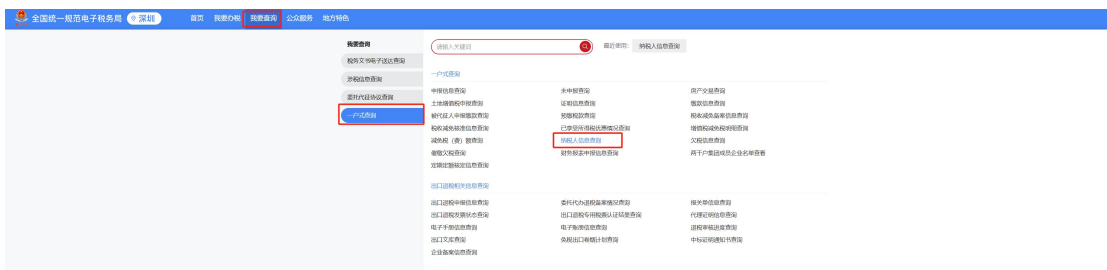 全国统一规范电子税务局 深圳 首页 我要办税 我要查询 公众服务 地方特色
我要查询
税务文书电子送达查询
涉税信息查询
委托代征协议查询
一户式查询
请输入关键词 最近使用: 纳税人信息查询
一户式查询
申报信息查询 未申报查询 房产交易查询
土地增值税申报查询 证明信息查询 缴款信息查询
被代征人申报缴款查询 预缴税款查询 税收减免备案信息查询
税收减免核准信息查询 已享受所得税优惠情况查询 增值税减免税明细查询
减免税（费）额查询 纳税人信息查询 欠税信息查询
催缴欠税查询 财务报表申报信息查询 两千户集团成员企业名单查看
定期定额核定信息查询
出口退税相关信息查询
出口退税申报信息查询 委托代办退税备案情况查询 报关单信息查询
出口退税发票状态查询 出口退税专用税票认证结果查询 代理证明信息查询
电子手册信息查询 电子账册信息查询 退税审核进度查询
出口文库查询 免税出口卷烟计划查询 中标证明通知书查询
企业备案信息查询